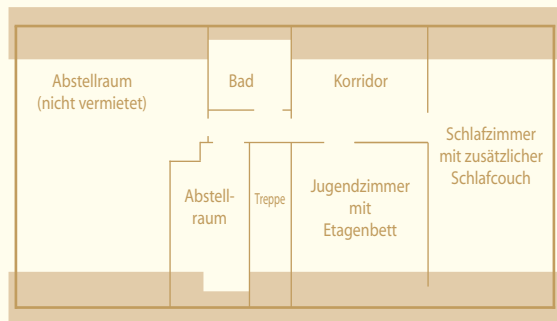 Abstellraum
(nicht vermietet)
Bad
Korridor
Schlafzimmer
mit zusätzlicher
Schlafcouch
Abstell-
raum
Treppe
Jugendzimmer
mit
Etagenbett